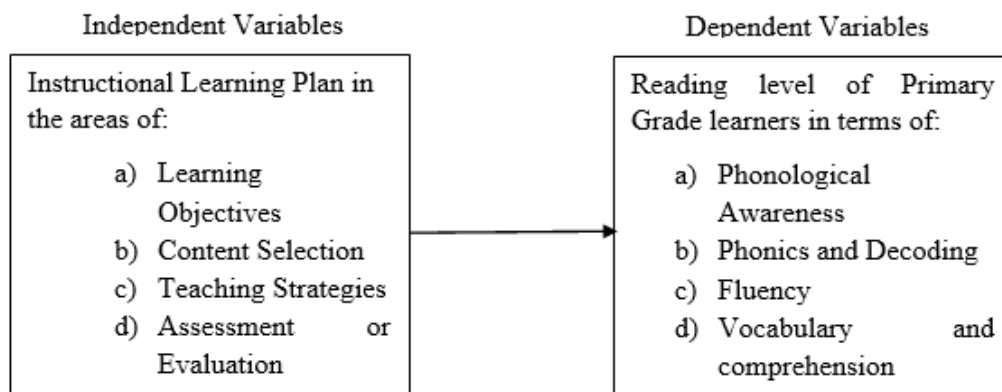 Independent Variables
Instructional Learning Plan in
the areas of:
a) Learning
Objectives
b) Content Selection
c) Teaching Strategies
d) Assessment or
Evaluation
Dependent Variables
Reading level of Primary
Grade learners in terms of:
a) Phonological
Awareness
b) Phonics and Decoding
c) Fluency
d) Vocabulary and
comprehension